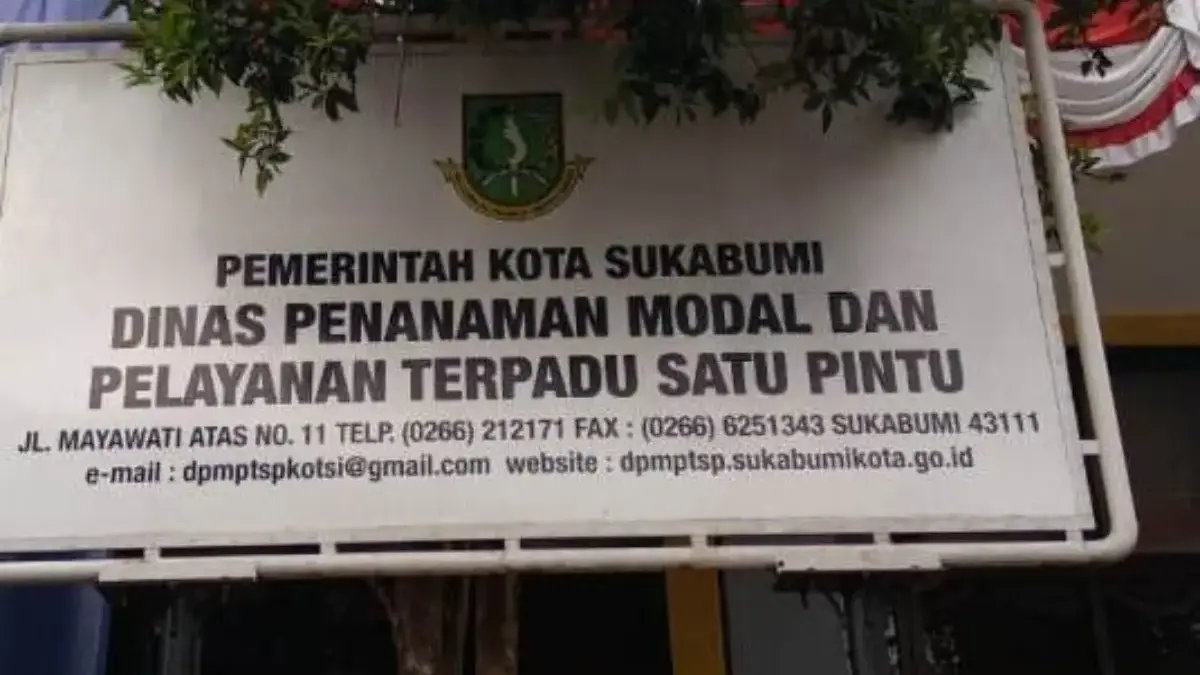 PEMERINTAH KOTA SUKABUMI
DINAS PENANAMAN MODAL DAN
PELAYANAN TERPADU SATU PINTU
JL. MAYAWATI ATAS NO. 11 TELP. (0266) 212171 FAX : (0266) 6251343 SUKABUMI 43111
e-mail : dpmptspkotsi@gmail.com website : dpmptsp.sukabumikota.go.id